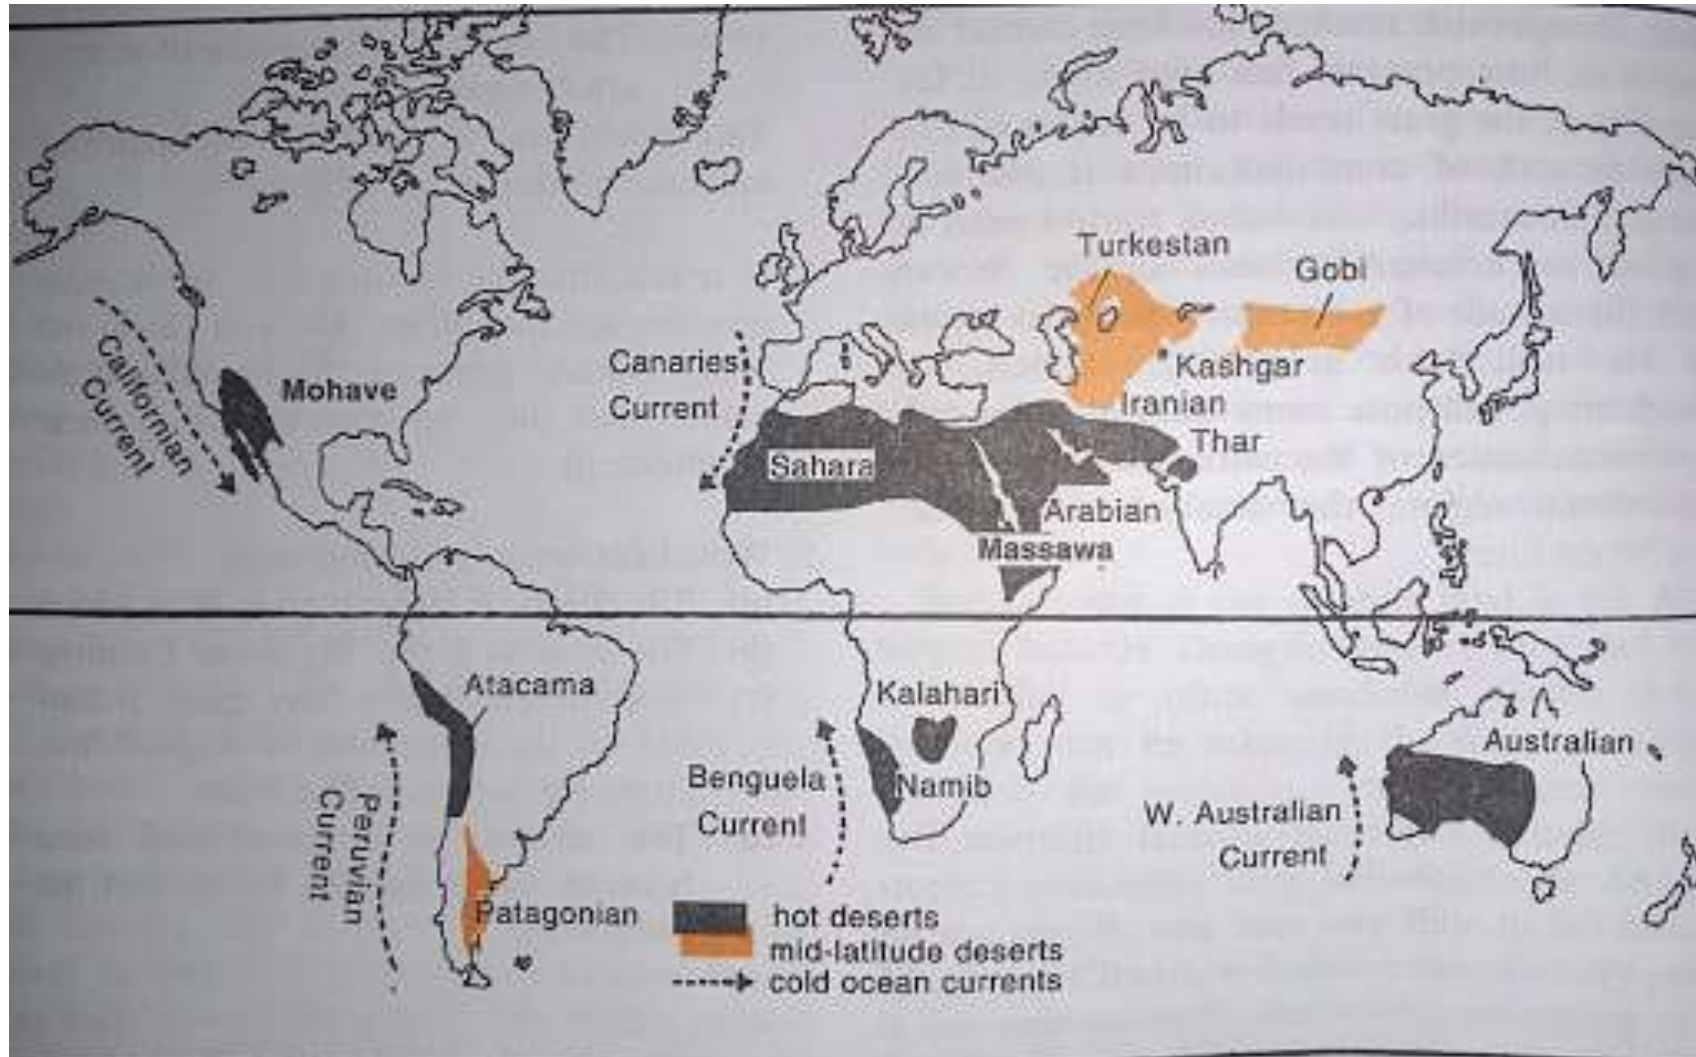 Turkestan
Gobi
Californian
Current
Mohave
Canaries
Current
Kashgar
Iranian
Thar
Sahara
Arabian
Massawa
Atacama
Kalahari
Australian
Benguela
Current
Namib
W. Australian
Current
Peruvian
Current
Patagonian
hot deserts
mid-latitude deserts
cold ocean currents